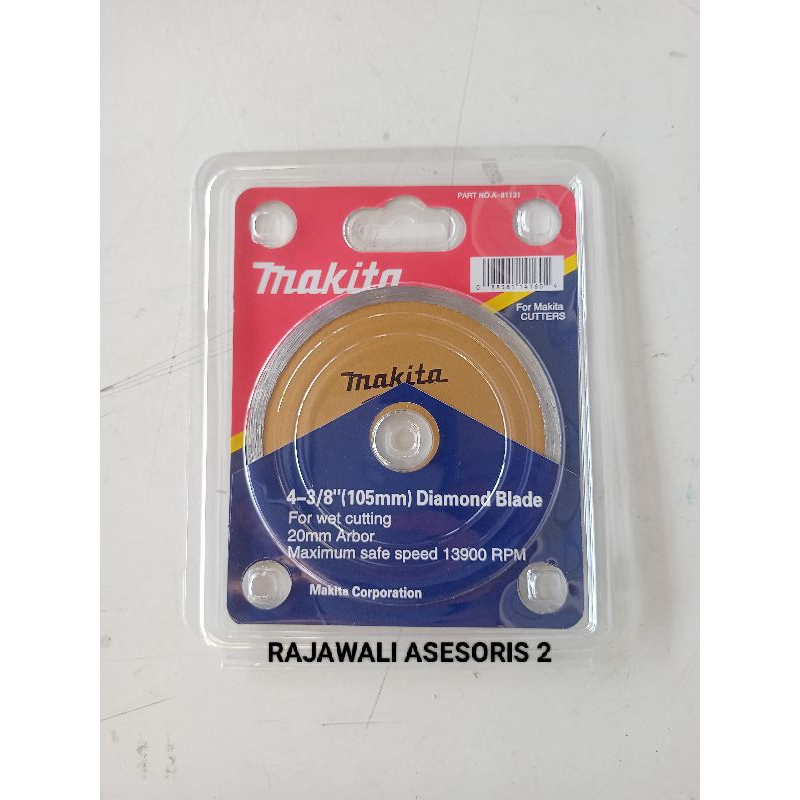 PART NO.A-81131
makita
For Makita
CUTTERS
makita
4-3/8"(105mm) Diamond Blade
For wet cutting
20mm Arbor
Maximum safe speed 13900 RPM
Makita Corporation
RAJAWALI ASESORIS 2